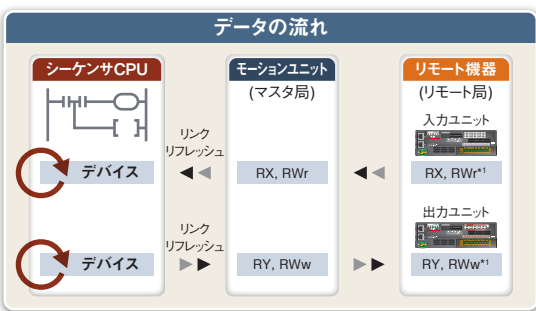 データの流れ
シーケンサCPU
モーションユニット
(マスタ局)
リモート機器
(リモート局)
入力ユニット
リンク
リフレッシュ
デバイス
RX, RWr
RX, RWr*1
出力ユニット
リンク
リフレッシュ
デバイス
RY, RWw
RY, RWw*1